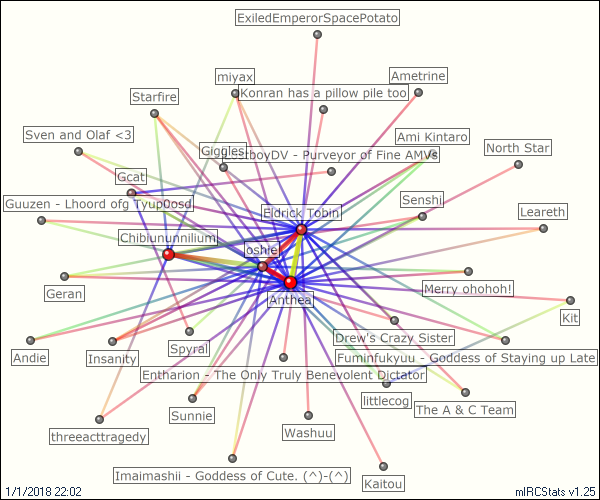 ExiledEmperorSpacePotato
miyax
Ametrine
Konran has a pillow pile too
Starfire
Sven and Olaf <3
Ami Kintaro
North Star
Giggles
LestboyDV - Purveyor of Fine AMVs
Gcat
Guuzen - Lhoord ofg Tyup0osd
Senshi
Eldrick Tobin
Leareth
Chibiununnilium
oshie
Geran
Anthea
Merry ohohoh!
Kit
Drew's Crazy Sister
Andie
Insanity
Spyral
Fuminfukyuu - Goddess of Staying up Late
Entharion - The Only Truly Benevolent Dictator
littlecog
The A & C Team
Sunnie
Washuu
threeacttragedy
Imaimashii - Goddess of Cute. (^)-(^)
Kaitou
1/1/2018 22:02
mIRCStats v1.25